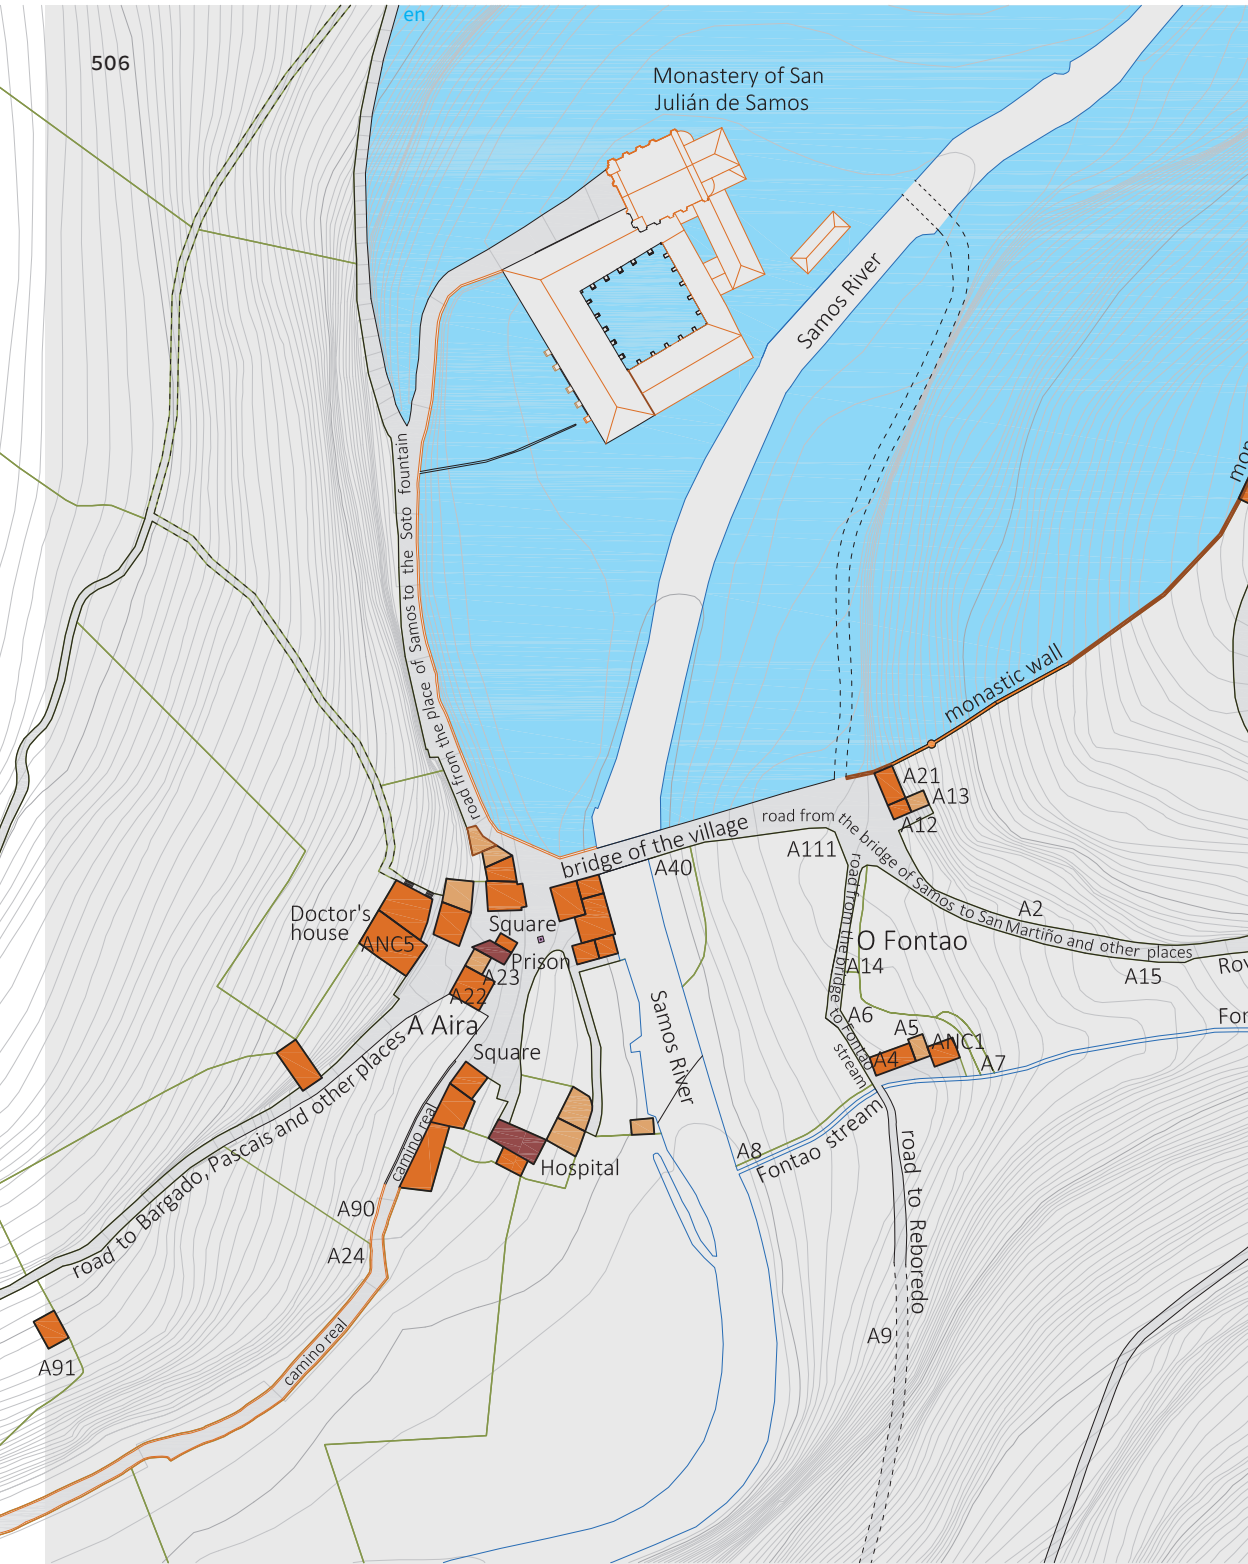 en
506
Monastery of San
Julián de Samos
Samos River
road from the place of Samos to the Soto fountain
monastic wall
A21
A13
A12
bridge of the village
road from the bridge of Samos to San Martiño and other places
A40
A111
A2
A15
O Fontao
A14
road from the bridge to Fontao
stream
Doctor's
house
ANC5
Square
Prison
A23
A22
A Aira
Square
A6
A5
ANC1
A4
A7
Samos River
road to Bargado, Pascais and other places
camino real
Hospital
A8
Fontao stream
road to Reboredo
A90
A24
A9
camino real
A91